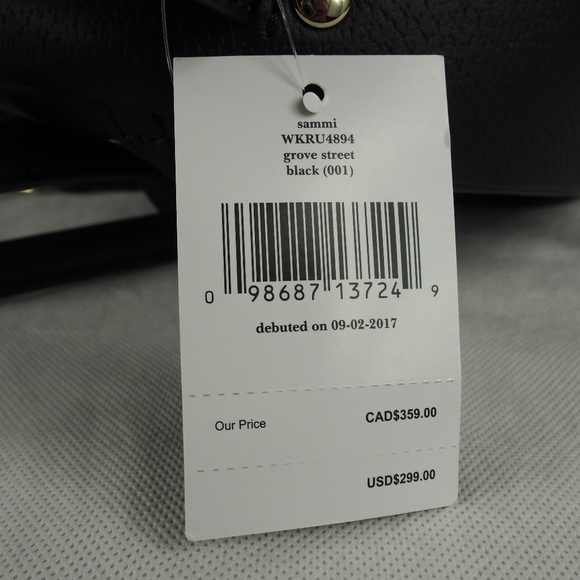 sammi
WKRU4894
grove street
black (001)
0 98687 13724 9
debuted on 09-02-2017
Our Price CAD$359.00
USD$299.00